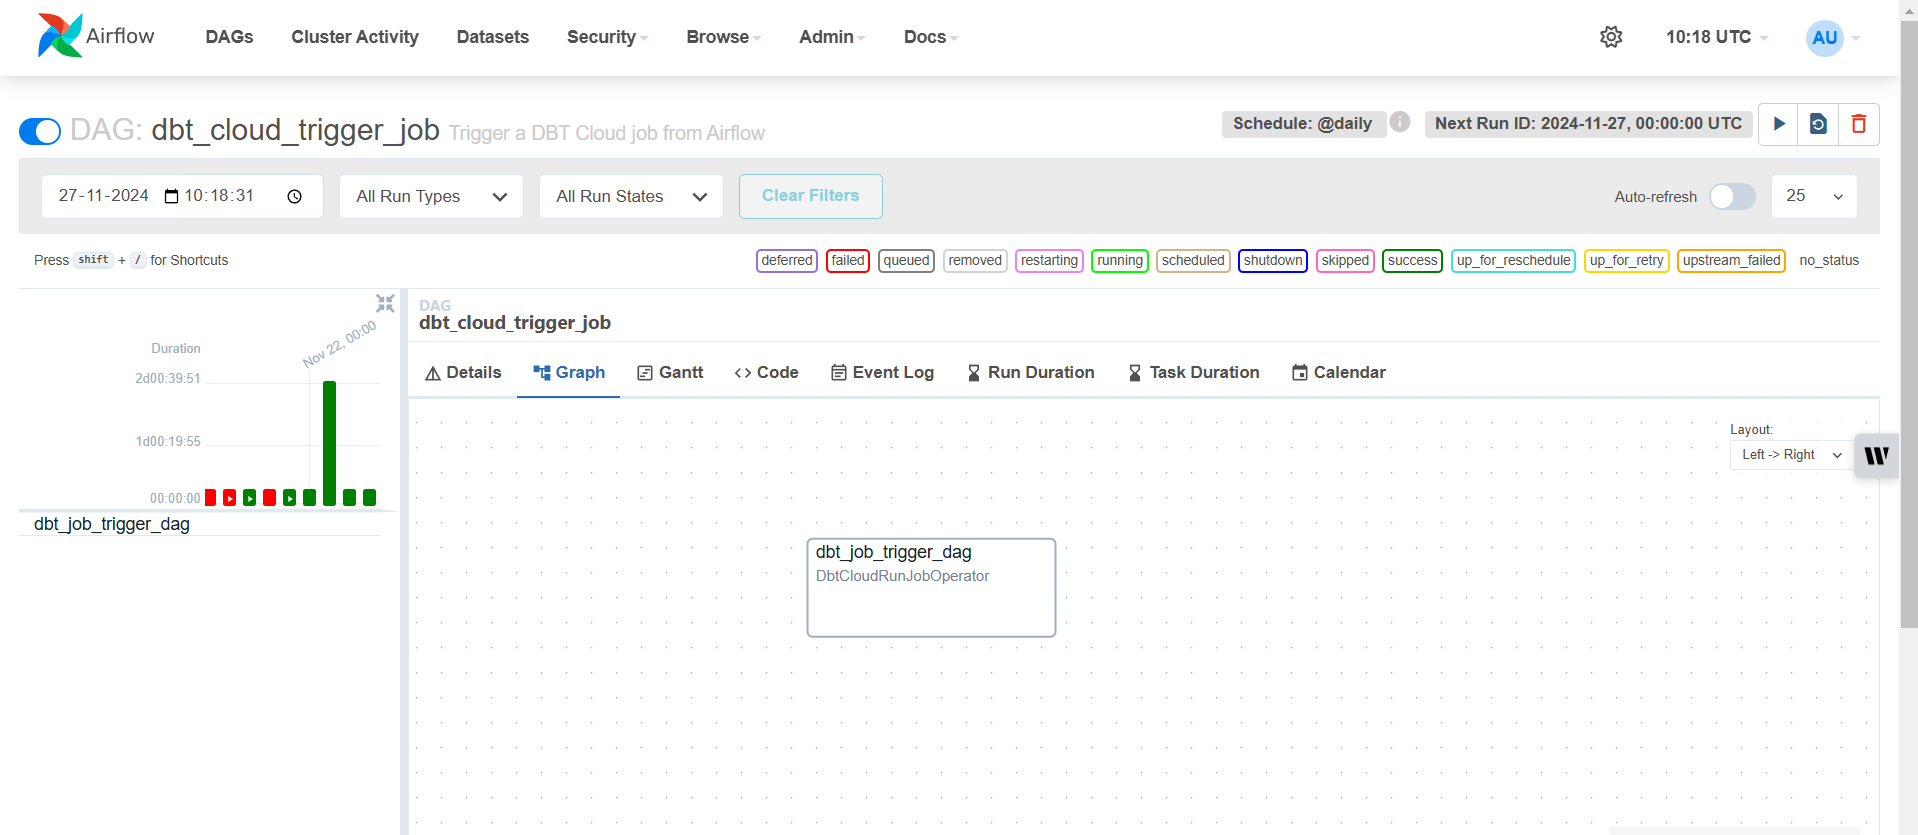 Airflow DAGs Cluster Activity Datasets Security Browse Admin Docs 10:18 UTC AU
DAG: dbt_cloud_trigger_job Trigger a DBT Cloud job from Airflow Schedule: @daily i Next Run ID: 2024-11-27, 00:00:00 UTC
27-11-2024 10:18:31 All Run Types All Run States Clear Filters Auto-refresh 25
Press shift + / for Shortcuts deferred failed queued removed restarting running scheduled shutdown skipped success up_for_reschedule up_for_retry upstream_failed no_status
Nov 22, 00:00
Duration
2d00:39:51
1d00:19:55
00:00:00
dbt_job_trigger_dag
DAG
dbt_cloud_trigger_job
Details Graph Gantt Code Event Log Run Duration Task Duration Calendar
Layout:
Left -> Right
W
dbt_job_trigger_dag
DbtCloudRunJobOperator